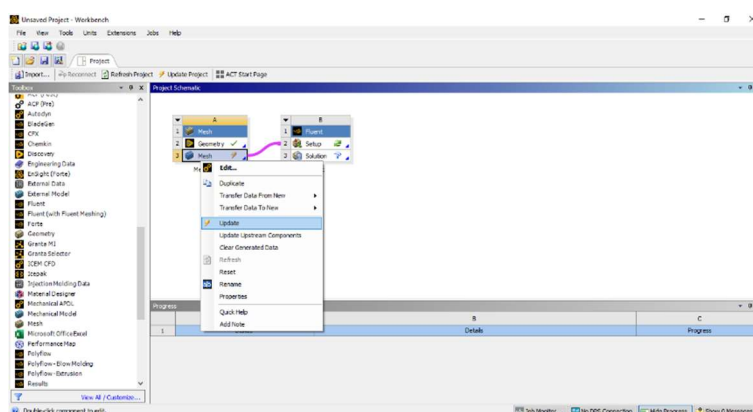 Unsaved Project - Workbench
File View Tools Units Extensions Jobs Help
Project
Import... Reconnect Refresh Project Update Project ACT Start Page
Toolbox
Project Schematic
ACP (Pre)
Autodyn
BladeGen
CFX
Chemkin
Discovery
Engineering Data
EnSight (Forte)
External Data
External Model
Fluent
Fluent (with Fluent Meshing)
Forte
Geometry
Granta MI
Granta Selector
ICEM CFD
Icepak
Injection Molding Data
Material Designer
Mechanical APDL
Mechanical Model
Mesh
Microsoft Office Excel
Performance Map
Polyflow
Polyflow - Blow Molding
Polyflow - Extrusion
Results
View All / Customize...
A
1 Mesh
2 Geometry
3 Mesh
B
1 Fluent
2 Setup
3 Solution
Edit...
Duplicate
Transfer Data From New
Transfer Data To New
Update
Update Upstream Components
Clear Generated Data
Refresh
Reset
Rename
Properties
Quick Help
Add Note
Progress
B C
1 Details Progress
Double-click component to edit.
Job Monitor... No DPS Connection Hide Progress Show 0 Messages